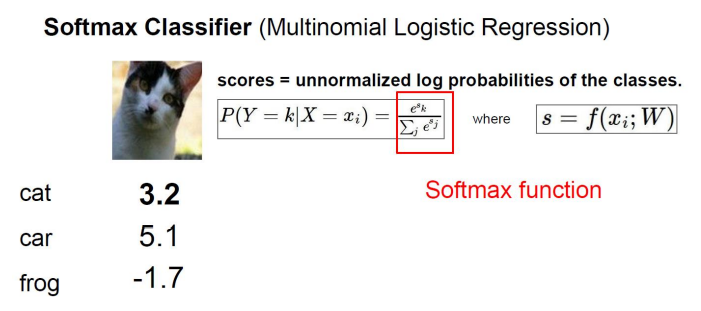 Softmax Classifier (Multinomial Logistic Regression)
scores = unnormalized log probabilities of the classes.
P(Y = k|X = x_i) = \frac{e^{s_k}}{\sum_j e^{s_j}} where s = f(x_i; W)
Softmax function
cat 3.2
car 5.1
frog -1.7